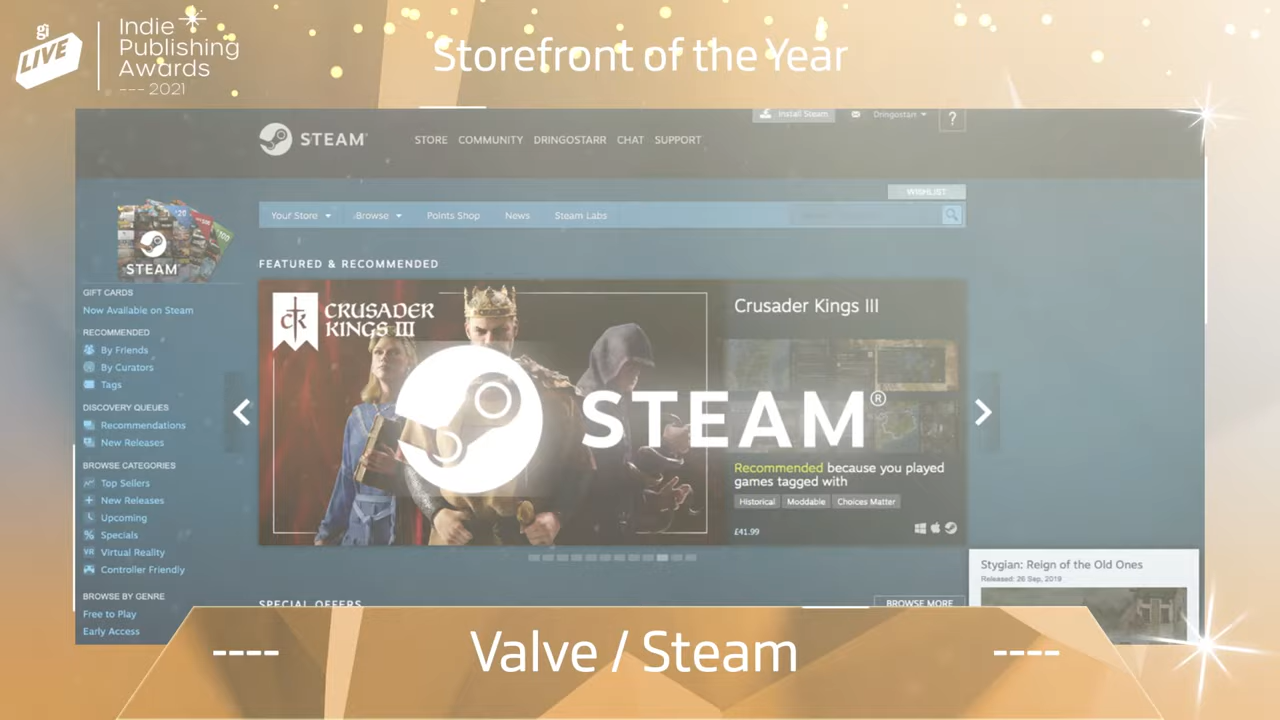 gi
LIVE
Indie
Publishing
Awards
--- 2021
Storefront of the Year
Install Steam
Dringostarr
?
STEAM®
STORE COMMUNITY DRINGOSTARR CHAT SUPPORT
WISHLIST
Your Store Browse Points Shop News Steam Labs
STEAM
FEATURED & RECOMMENDED
GIFT CARDS
Now Available on Steam
RECOMMENDED
By Friends
By Curators
Tags
DISCOVERY QUEUES
Recommendations
New Releases
BROWSE CATEGORIES
Top Sellers
New Releases
Upcoming
Specials
VR Virtual Reality
Controller Friendly
BROWSE BY GENRE
Free to Play
Early Access
CRUSADER
KINGS III
Crusader Kings III
STEAM®
Recommended because you played
games tagged with
Historical Moddable Choices Matter
£41.99
SPECIAL OFFERS
BROWSE MORE
Stygian: Reign of the Old Ones
Released: 26 Sep, 2019
---- Valve / Steam ----